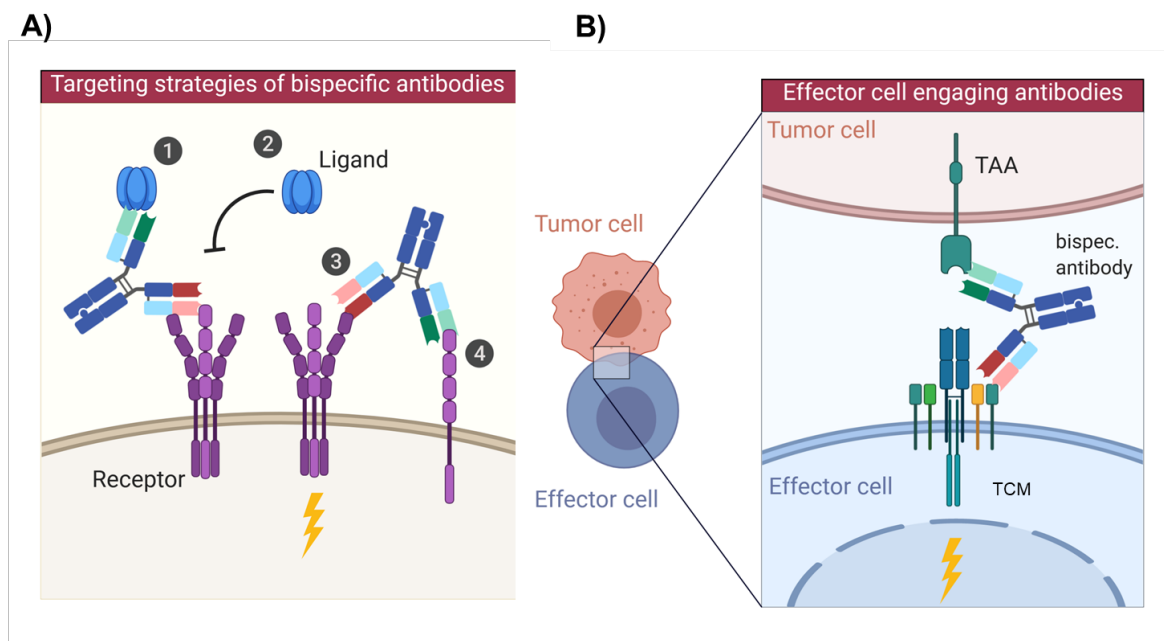 A)
Targeting strategies of bispecific antibodies
1
2
Ligand
3
4
Receptor
B)
Tumor cell
Effector cell
Effector cell engaging antibodies
Tumor cell
TAA
bispec.
antibody
Effector cell
TCM